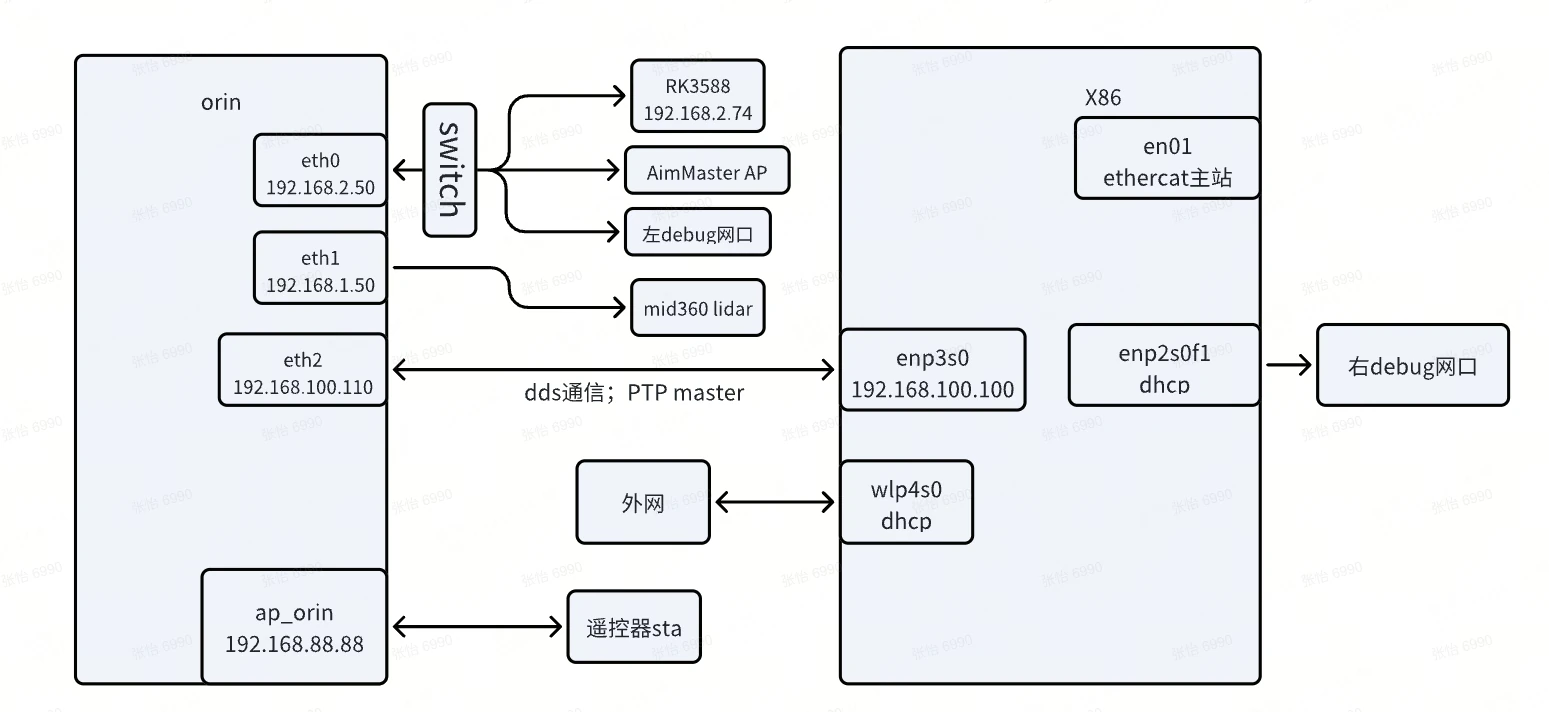 orin
eth0
192.168.2.50
eth1
192.168.1.50
eth2
192.168.100.110
ap_orin
192.168.88.88
switch
RK3588
192.168.2.74
AimMaster AP
左debug网口
mid360 lidar
dds通信；PTP master
外网
遥控器sta
X86
en01
ethercat主站
enp3s0
192.168.100.100
enp2s0f1
dhcp
wlp4s0
dhcp
右debug网口
张怡 6990